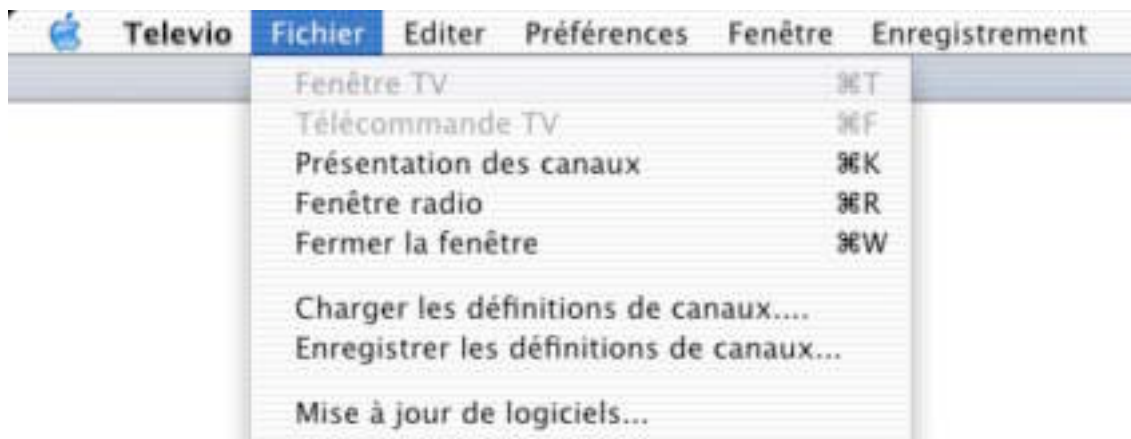 Televio Fichier Editer Préférences Fenêtre Enregistrement
Fenêtre TV ⌘T
Télécommande TV ⌘F
Présentation des canaux ⌘K
Fenêtre radio ⌘R
Fermer la fenêtre ⌘W
Charger les définitions de canaux....
Enregistrer les définitions de canaux...
Mise à jour de logiciels...